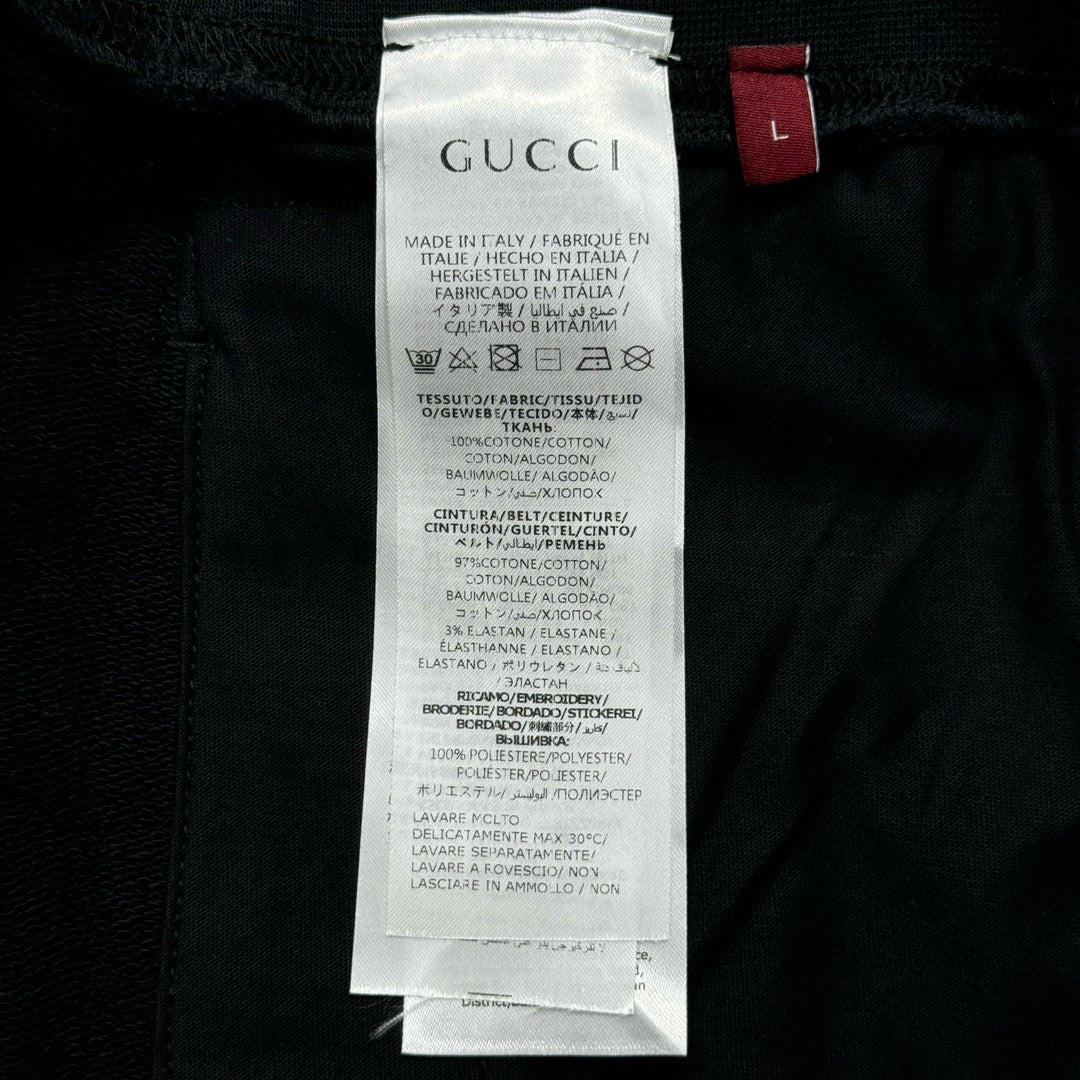 GUCCI
L
MADE IN ITALY / FABRIQUÉ EN
ITALIE / HECHO EN ITALIA /
HERGESTELT IN ITALIEN /
FABRICADO EM ITÁLIA /
イタリア製 / صنع في ايطاليا /
СДЕЛАНО В ИТАЛИИ
30
TESSUTO/FABRIC/TISSU/TEJID
O/GEWEBE/TECIDO/本体/نسيج/
ТКАНЬ:
100%COTONE/COTTON/
COTON/ALGODON/
BAUMWOLLE/ ALGODÃO/
コットン/صفني/ХЛОПОК
CINTURA/BELT/CEINTURE/
CINTURÓN/GUERTEL/CINTO/
ベルト/ايطالي/РЕМЕНЬ
97%COTONE/COTTON/
COTON/ALGODON/
BAUMWOLLE/ ALGODÃO/
コットン/صفني/ХЛОПОК
3% ELASTAN / ELASTANE /
ÉLASTHANNE / ELASTANO /
ELASTANO / ポリウレタン /
/ ЭЛАСТАН
RICAMO/EMBROIDERY/
BRODERIE/BORDADO/STICKEREI/
BORDADO/刺繍部分/تطريز/
ВЫШИВКА:
100% POLIESTERE/POLYESTER/
POLIÉSTER/POLIESTER/
ポリエステル/ البوليستر /ПОЛИЭСТЕР
LAVARE MOLTO
DELICATAMENTE MAX 30°C/
LAVARE SEPARATAMENTE/
LAVARE A ROVESCIO/ NON
LASCIARE IN AMMOLLO / NON
District,